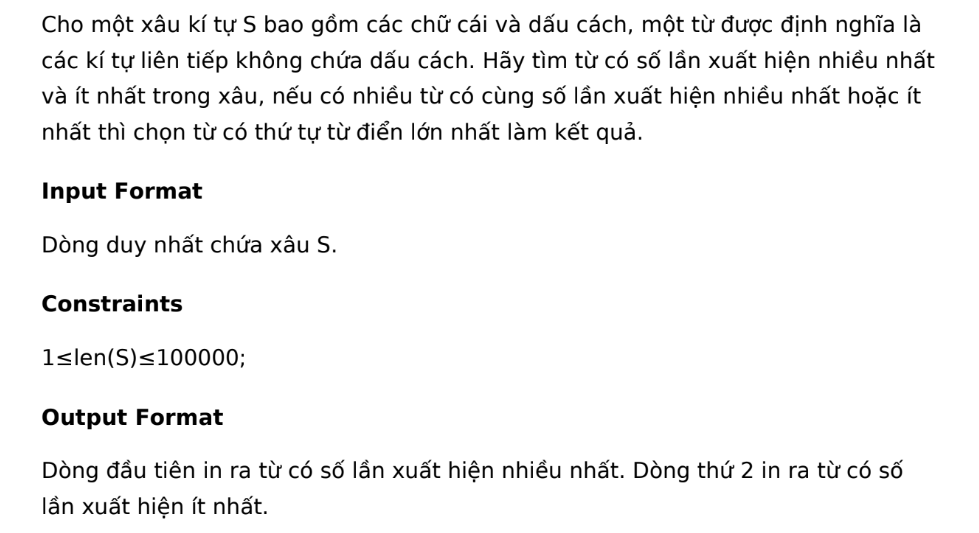 Cho một xâu kí tự S bao gồm các chữ cái và dấu cách, một từ được định nghĩa là
các kí tự liên tiếp không chứa dấu cách. Hãy tìm từ có số lần xuất hiện nhiều nhất
và ít nhất trong xâu, nếu có nhiều từ có cùng số lần xuất hiện nhiều nhất hoặc ít
nhất thì chọn từ có thứ tự từ điển lớn nhất làm kết quả.
Input Format
Dòng duy nhất chứa xâu S.
Constraints
1≤len(S)≤100000;
Output Format
Dòng đầu tiên in ra từ có số lần xuất hiện nhiều nhất. Dòng thứ 2 in ra từ có số
lần xuất hiện ít nhất.